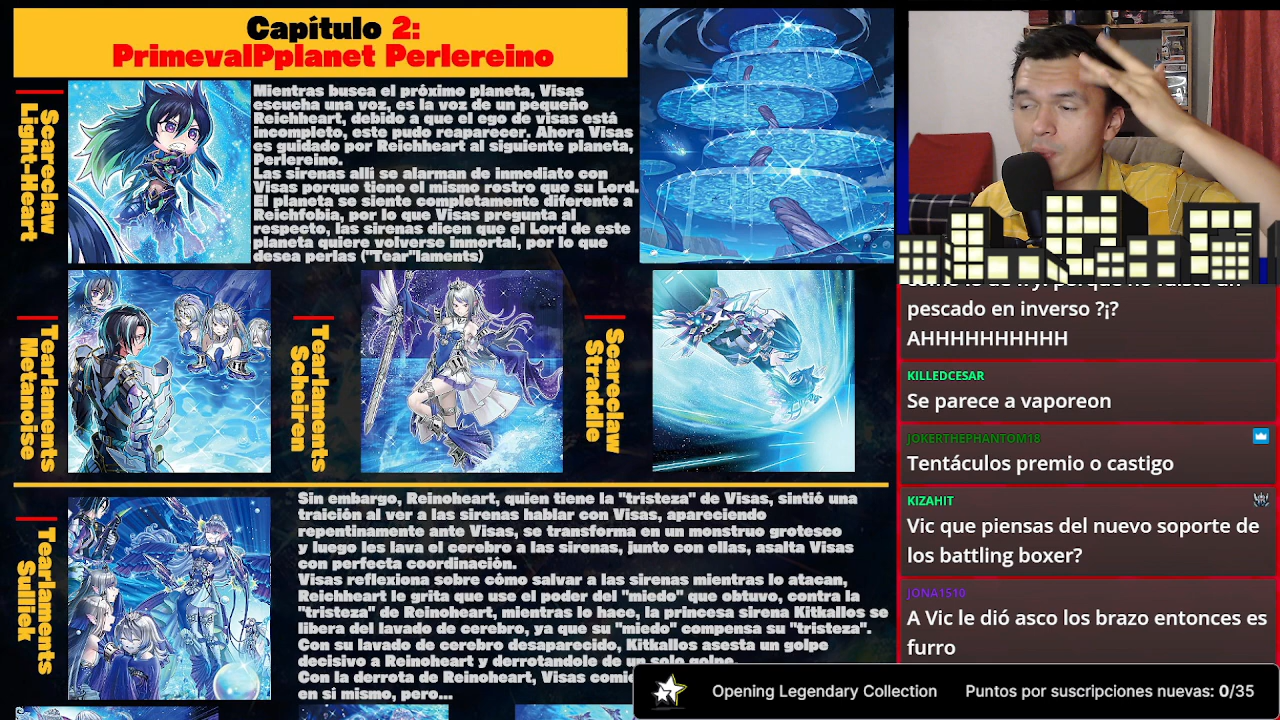 Capítulo 2:
PrimevalPplanet Perlereino
Scareclaw
Light-Heart
Mientras busca el próximo planeta, Visas
escucha una voz, es la voz de un pequeño
Reichheart, debido a que el ego de visas está
incompleto, este pudo reaparecer. Ahora Visas
es guidado por Reichheart al siguiente planeta,
Perlereino.
Las sirenas allí se alarman de inmediato con
Visas porque tiene el mismo rostro que su Lord.
El planeta se siente completamente diferente a
Reichfobia, por lo que Visas pregunta al
respecto, las sirenas dicen que el Lord de este
planeta quiere volverse inmortal, por lo que
desea perlas ("Tear"laments)
Tearlaments
Metanoise
Tearlaments
Scheiren
Scareclaw
Straddle
Tearlaments
Sulliek
Sin embargo, Reinoheart, quien tiene la "tristeza" de Visas, sintió una
traición al ver a las sirenas hablar con Visas, apareciendo
repentinamente ante Visas, se transforma en un monstruo grotesco
y luego les lava el cerebro a las sirenas, junto con ellas, asalta Visas
con perfecta coordinación.
Visas reflexiona sobre cómo salvar a las sirenas mientras lo atacan,
Reichheart le grita que use el poder del "miedo" que obtuvo, contra la
"tristeza" de Reinoheart, mientras lo hace, la princesa sirena Kitkallos se
libera del lavado de cerebro, ya que su "miedo" compensa su "tristeza".
Con su lavado de cerebro desaparecido, Kitkallos asesta un golpe
decisivo a Reinoheart y derrotandole de un solo golpe.
Con la derrota de Reinoheart, Visas
en sí mismo, pero...
pescado en inverso ?¡?
AHHHHHHHHHH
KILLEDCESAR
Se parece a vaporeon
JOKERTHEPHANTOM18
Tentáculos premio o castigo
KIZAHIT
Vic que piensas del nuevo soporte de
los battling boxer?
JONA1510
A Vic le dió asco los brazo entonces es
furro
Opening Legendary Collection Puntos por suscripciones nuevas: 0/35